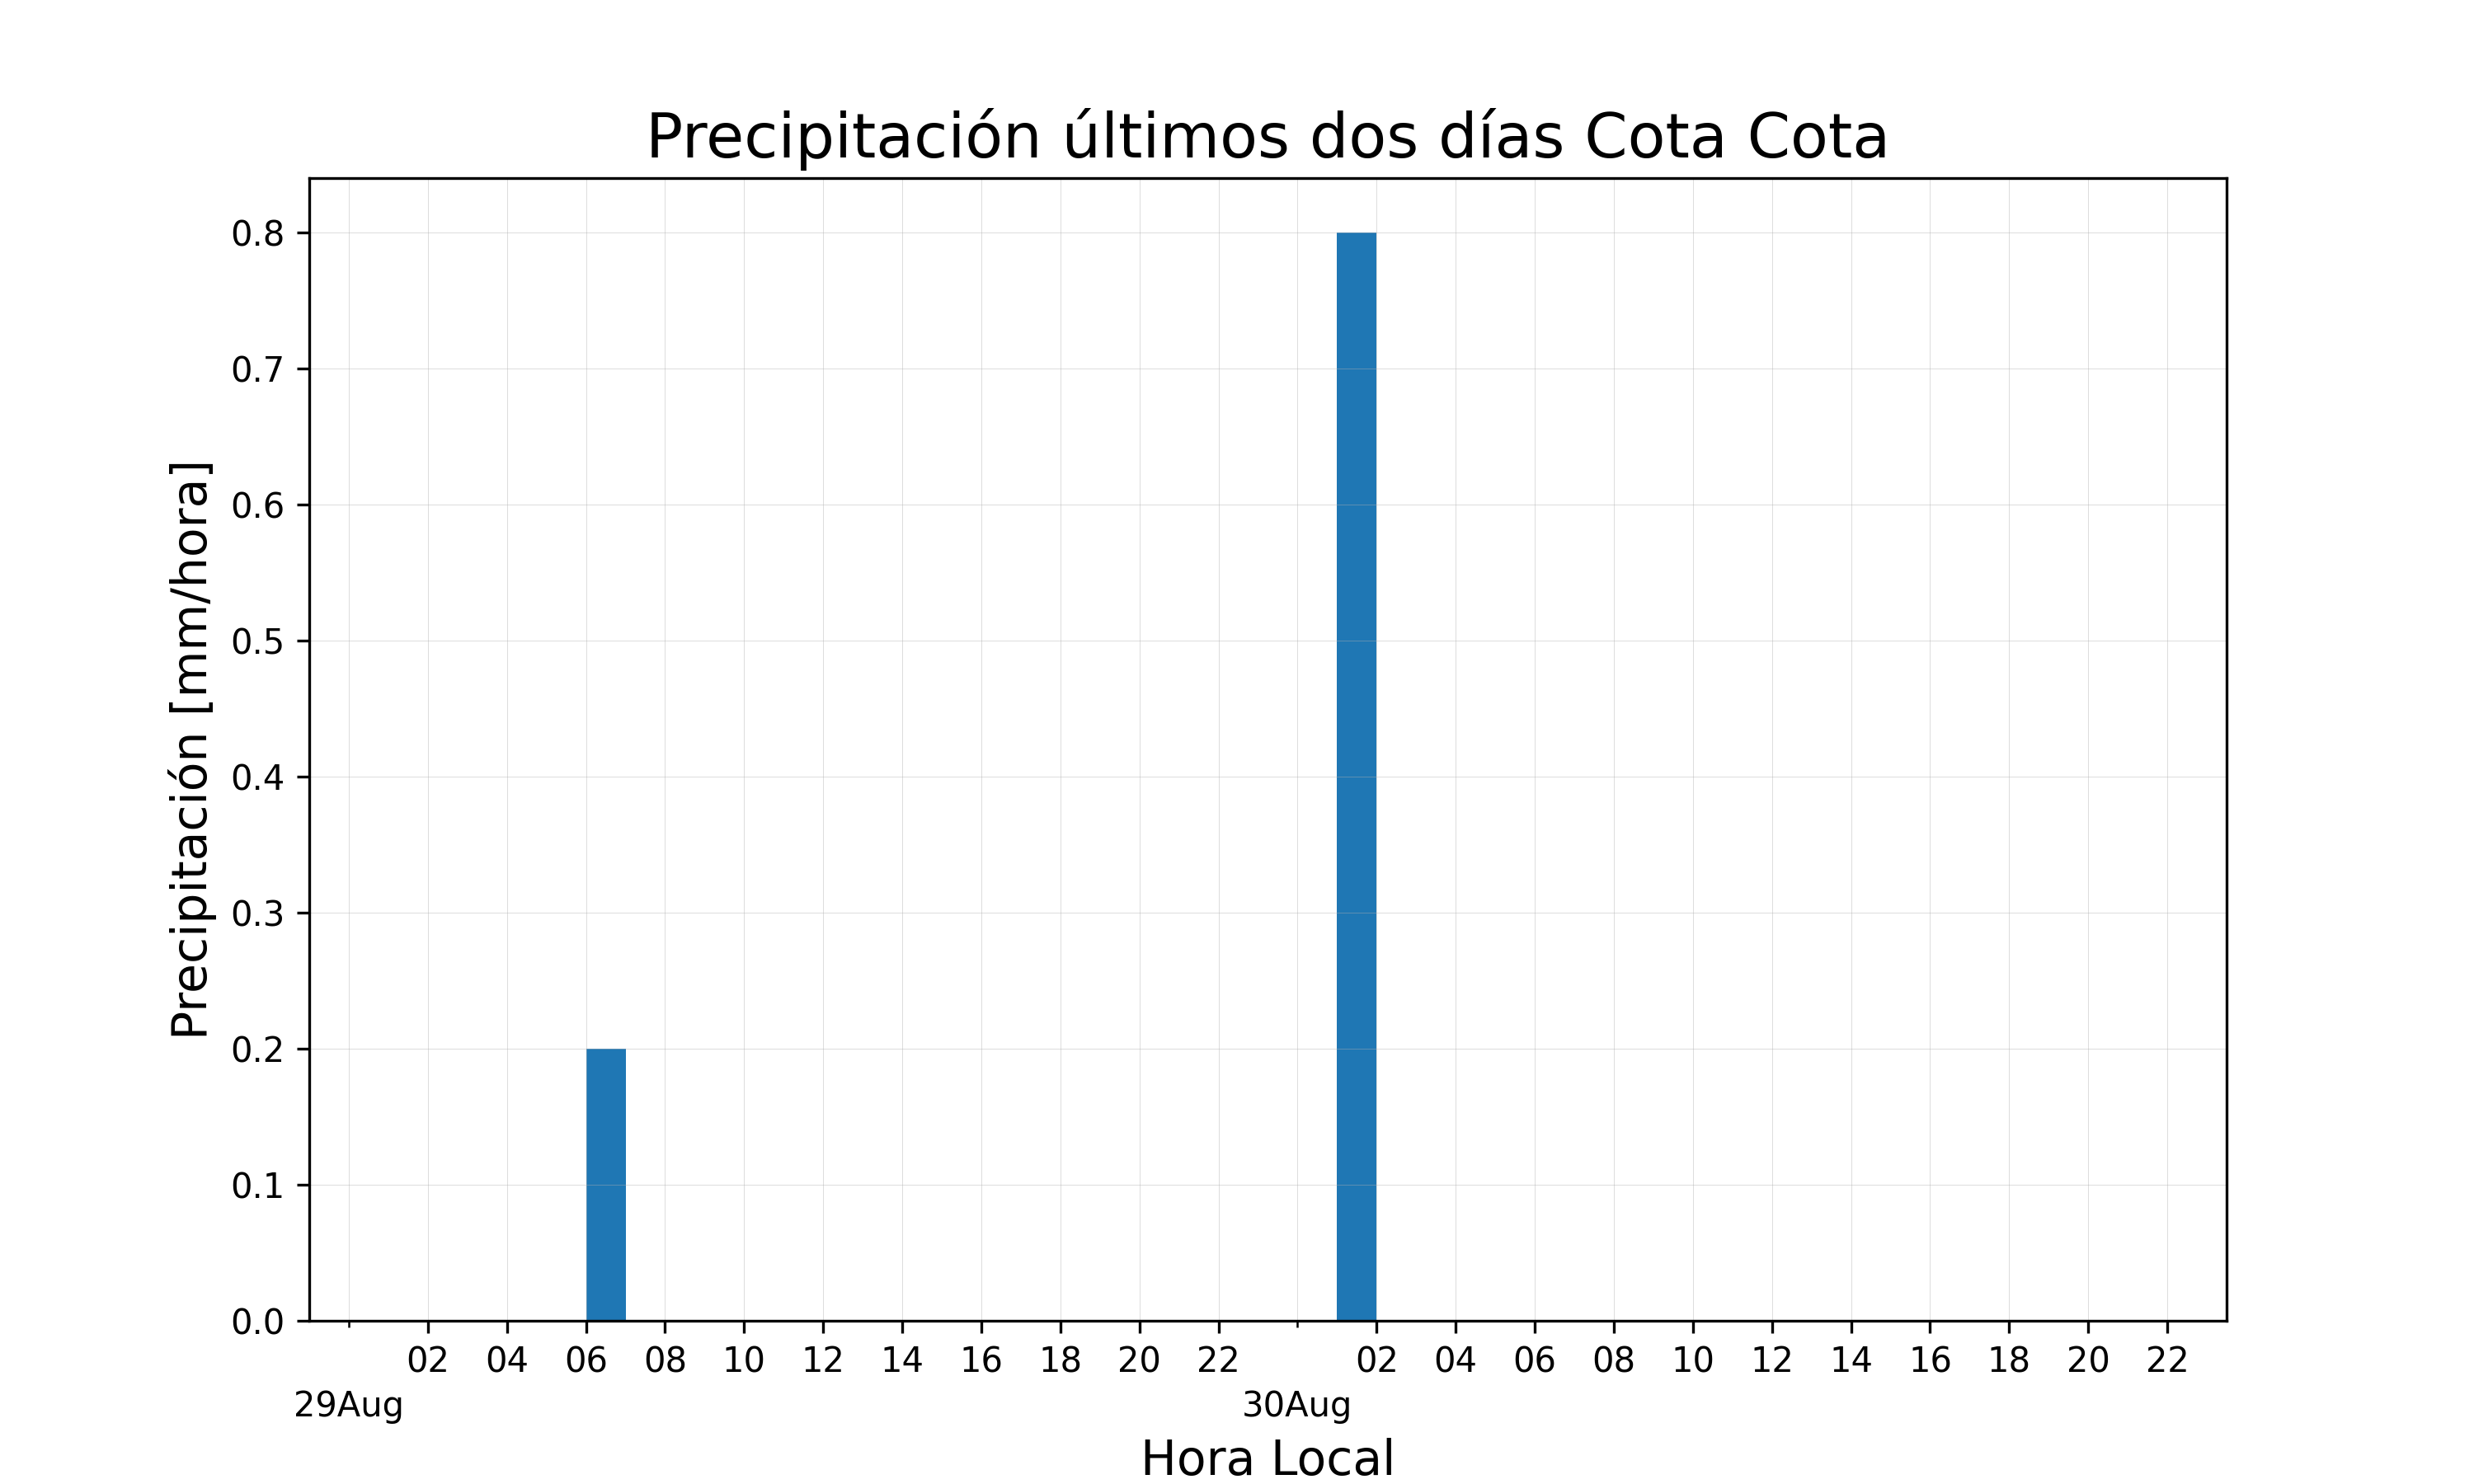 Precipitación últimos dos días Cota Cota
Precipitación [mm/hora]
0.8
0.7
0.6
0.5
0.4
0.3
0.2
0.1
0.0
02 04 06 08 10 12 14 16 18 20 22 02 04 06 08 10 12 14 16 18 20 22
29Aug 30Aug
Hora Local